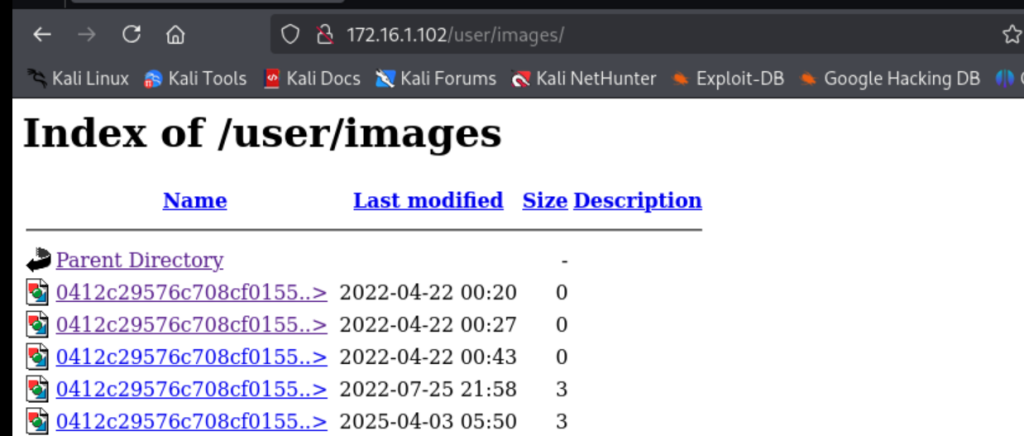 172.16.1.102/user/images/
Kali Linux Kali Tools Kali Docs Kali Forums Kali NetHunter Exploit-DB Google Hacking DB
Index of /user/images
Name Last modified Size Description
Parent Directory -
0412c29576c708cf0155..> 2022-04-22 00:20 0
0412c29576c708cf0155..> 2022-04-22 00:27 0
0412c29576c708cf0155..> 2022-04-22 00:43 0
0412c29576c708cf0155..> 2022-07-25 21:58 3
0412c29576c708cf0155..> 2025-04-03 05:50 3